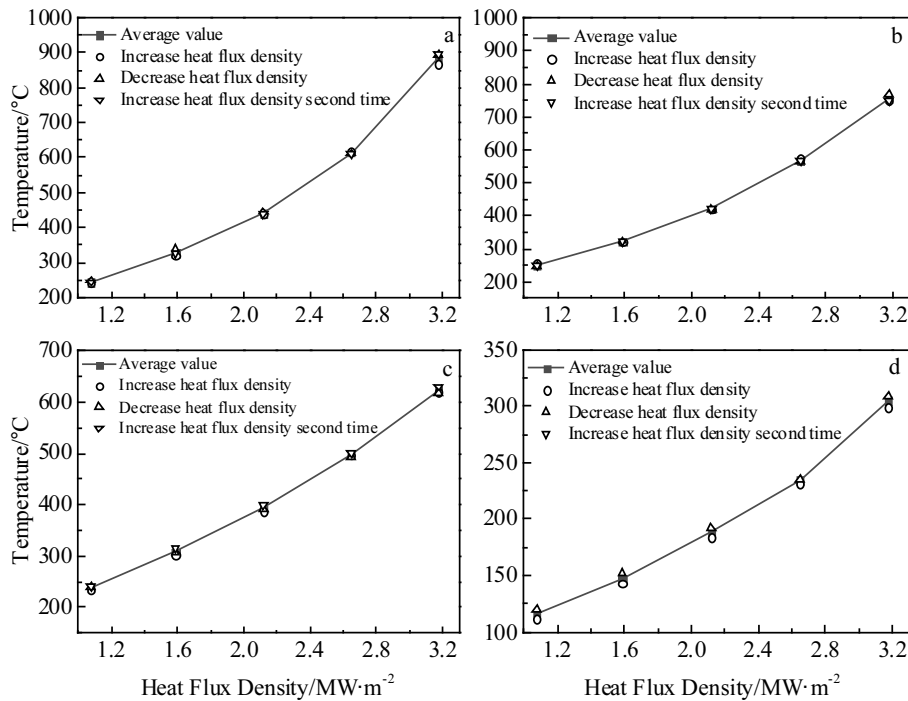 1000
900
800
700
600
500
400
300
200
Temperature/°C
a
Average value
Increase heat flux density
Decrease heat flux density
Increase heat flux density second time
1.2 1.6 2.0 2.4 2.8 3.2
1000
900
800
700
600
500
400
300
200
b
Average value
Increase heat flux density
Decrease heat flux density
Increase heat flux density second time
1.2 1.6 2.0 2.4 2.8 3.2
700
600
500
400
300
200
Temperature/°C
c
Average value
Increase heat flux density
Decrease heat flux density
Increase heat flux density second time
1.2 1.6 2.0 2.4 2.8 3.2
Heat Flux Density/MW·m⁻²
350
300
250
200
150
100
d
Average value
Increase heat flux density
Decrease heat flux density
Increase heat flux density second time
1.2 1.6 2.0 2.4 2.8 3.2
Heat Flux Density/MW·m⁻²